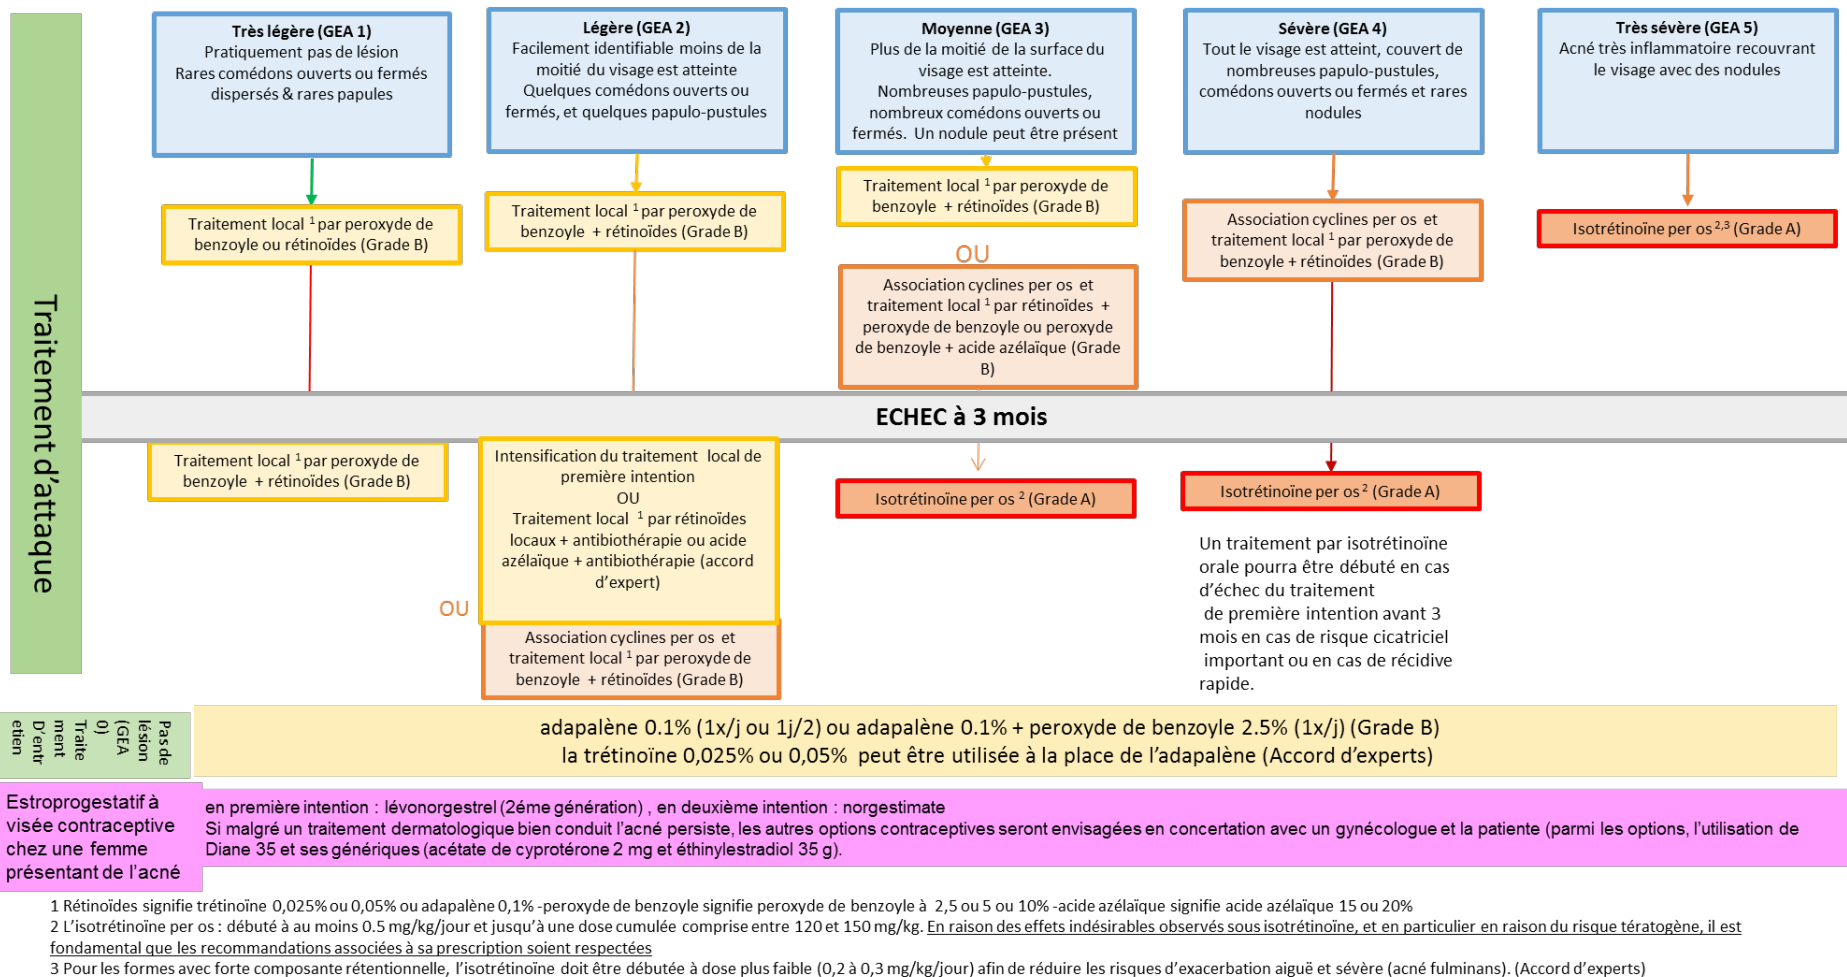 Très légère (GEA 1)
Pratiquement pas de lésion
Rares comédons ouverts ou fermés
dispersés & rares papules
Légère (GEA 2)
Facilement identifiable moins de la
moitié du visage est atteinte
Quelques comédons ouverts ou
fermés, et quelques papulo-pustules
Moyenne (GEA 3)
Plus de la moitié de la surface du
visage est atteinte.
Nombreuses papulo-pustules,
nombreux comédons ouverts ou
fermés. Un nodule peut être présent
Sévère (GEA 4)
Tout le visage est atteint, couvert de
nombreuses papulo-pustules,
comédons ouverts ou fermés et rares
nodules
Très sévère (GEA 5)
Acné très inflammatoire recouvrant
le visage avec des nodules
Traitement d’attaque
Traitement local ¹ par peroxyde de
benzoyle ou rétinoïdes (Grade B)
Traitement local ¹ par peroxyde de
benzoyle + rétinoïdes (Grade B)
Traitement local ¹ par peroxyde de
benzoyle + rétinoïdes (Grade B)
OU
Association cyclines per os et
traitement local ¹ par rétinoïdes +
peroxyde de benzoyle ou peroxyde
de benzoyle + acide azélaïque (Grade
B)
Association cyclines per os et
traitement local ¹ par peroxyde de
benzoyle + rétinoïdes (Grade B)
Isotrétinoïne per os ²,³ (Grade A)
ECHEC à 3 mois
Traitement local ¹ par peroxyde de
benzoyle + rétinoïdes (Grade B)
Intensification du traitement local de
première intention
OU
Traitement local ¹ par rétinoïdes
locaux + antibiothérapie ou acide
azélaïque + antibiothérapie (accord
d’expert)
OU
Association cyclines per os et
traitement local ¹ par peroxyde de
benzoyle + rétinoïdes (Grade B)
Isotrétinoïne per os ² (Grade A)
Isotrétinoïne per os ² (Grade A)
Un traitement par isotrétinoïne
orale pourra être débuté en cas
d’échec du traitement
de première intention avant 3
mois en cas de risque cicatriciel
important ou en cas de récidive
rapide.
Pas de
lésion
(GEA
0)
Traite
ment
D’entr
etien
adapalène 0.1% (1x/j ou 1j/2) ou adapalène 0.1% + peroxyde de benzoyle 2.5% (1x/j) (Grade B)
la trétinoïne 0,025% ou 0,05% peut être utilisée à la place de l’adapalène (Accord d’experts)
Estroprogestatif à
visée contraceptive
chez une femme
présentant de l’acné
en première intention : lévonorgestrel (2éme génération) , en deuxième intention : norgestimate
Si malgré un traitement dermatologique bien conduit l’acné persiste, les autres options contraceptives seront envisagées en concertation avec un gynécologue et la patiente (parmi les options, l’utilisation de
Diane 35 et ses génériques (acétate de cyprotérone 2 mg et éthinylestradiol 35 g).
1 Rétinoïdes signifie trétinoïne 0,025% ou 0,05% ou adapalène 0,1% -peroxyde de benzoyle signifie peroxyde de benzoyle à 2,5 ou 5 ou 10% -acide azélaïque signifie acide azélaïque 15 ou 20%
2 L’isotrétinoïne per os : débuté à au moins 0.5 mg/kg/jour et jusqu’à une dose cumulée comprise entre 120 et 150 mg/kg. En raison des effets indésirables observés sous isotrétinoïne, et en particulier en raison du risque tératogène, il est
fondamental que les recommandations associées à sa prescription soient respectées
3 Pour les formes avec forte composante rétentionnelle, l’isotrétinoïne doit être débutée à dose plus faible (0,2 à 0,3 mg/kg/jour) afin de réduire les risques d’exacerbation aiguë et sévère (acné fulminans). (Accord d’experts)